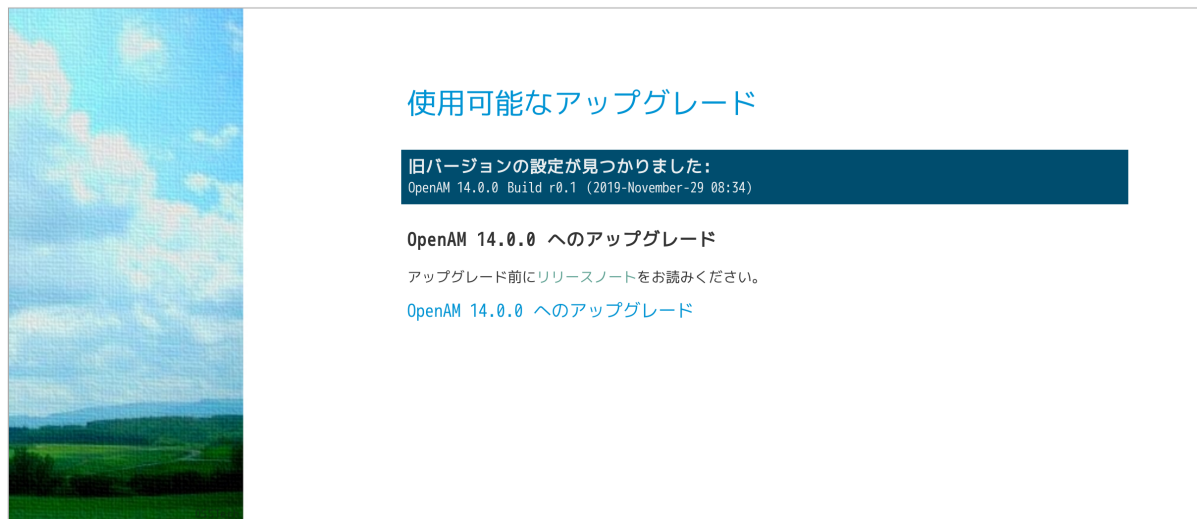 使用可能なアップグレード
旧バージョンの設定が見つかりました:
OpenAM 14.0.0 Build r0.1 (2019-November-29 08:34)
OpenAM 14.0.0 へのアップグレード
アップグレード前にリリースノートをお読みください。
OpenAM 14.0.0 へのアップグレード